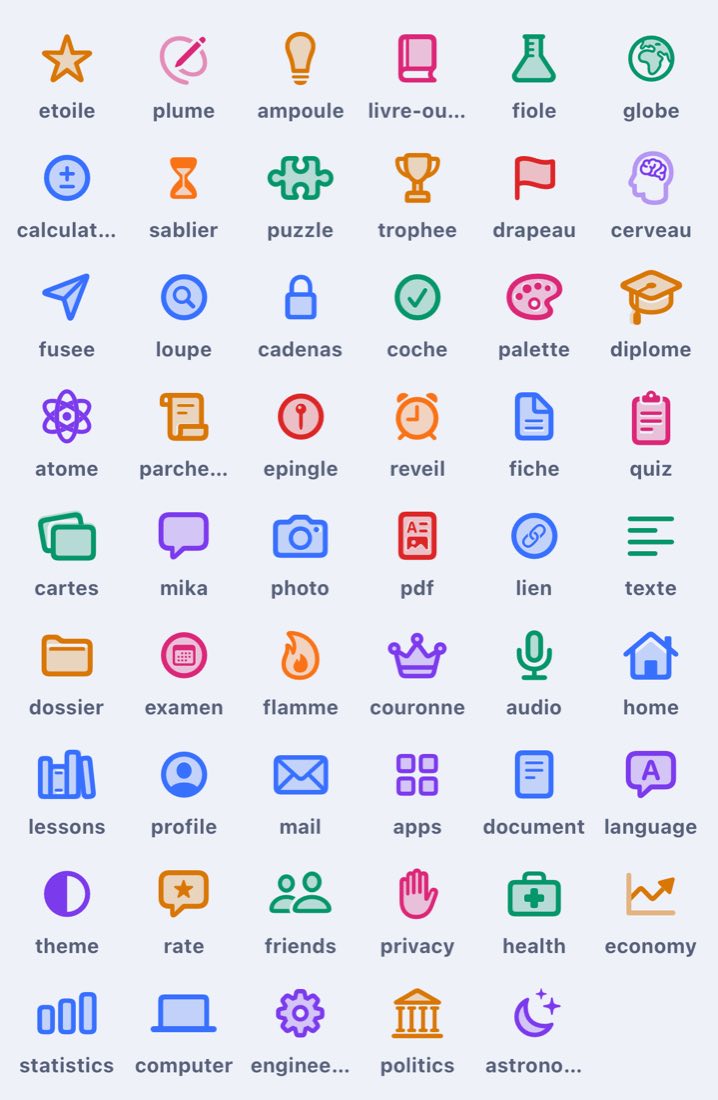 etoile plume ampoule livre-ou... fiole globe
calculat... sablier puzzle trophee drapeau cerveau
fusee loupe cadenas coche palette diplome
atome parche... epingle reveil fiche quiz
A
cartes mika photo pdf lien texte
dossier examen flamme couronne audio home
A
lessons profile mail apps document language
theme rate friends privacy health economy
statistics computer enginee... politics astrono...